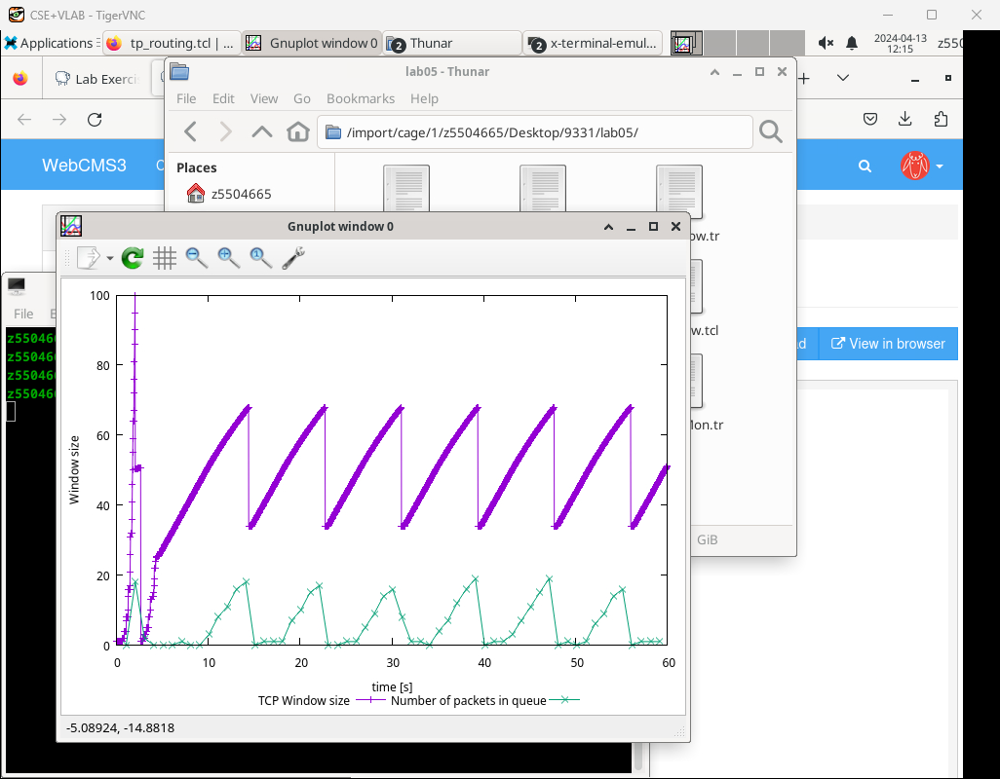 CSE+VLAB - TigerVNC
Applications
tp_routing.tcl | ...
Gnuplot window 0
2
Thunar
2
x-terminal-emul...
2024-04-13
12:15
z550
Lab Exerci
lab05 - Thunar
File Edit View Go Bookmarks Help
/import/cage/1/z5504665/Desktop/9331/lab05/
WebCMS3
Places
z5504665
ow.tr
Gnuplot window 0
1
w.tcl
View in browser
File
z55046
z55046
z55046
z55046
Mon.tr
GiB
100
80
60
40
20
0
Window size
0 10 20 30 40 50 60
time [s]
TCP Window size
Number of packets in queue
-5.08924, -14.8818